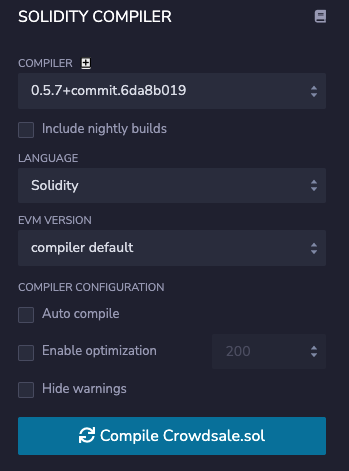 SOLIDITY COMPILER
COMPILER
0.5.7+commit.6da8b019
Include nightly builds
LANGUAGE
Solidity
EVM VERSION
compiler default
COMPILER CONFIGURATION
Auto compile
Enable optimization 200
Hide warnings
Compile Crowdsale.sol